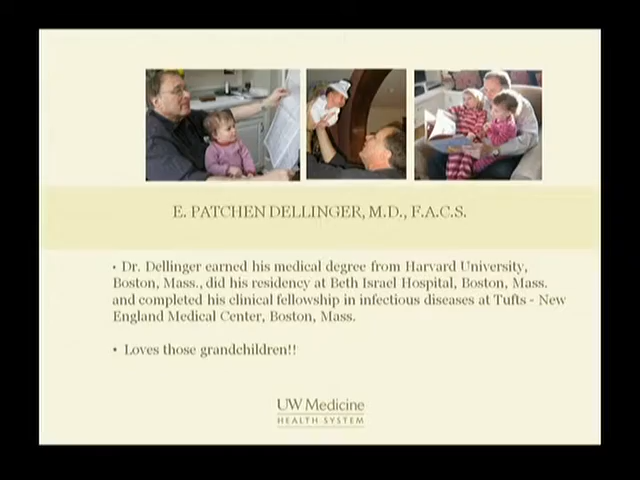 E. PATCHEN DELLINGER, M.D., F.A.C.S.
• Dr. Dellinger earned his medical degree from Harvard University,
Boston, Mass., did his residency at Beth Israel Hospital, Boston, Mass.
and completed his clinical fellowship in infectious diseases at Tufts - New
England Medical Center, Boston, Mass.
• Loves those grandchildren!!
UW Medicine
HEALTH SYSTEM